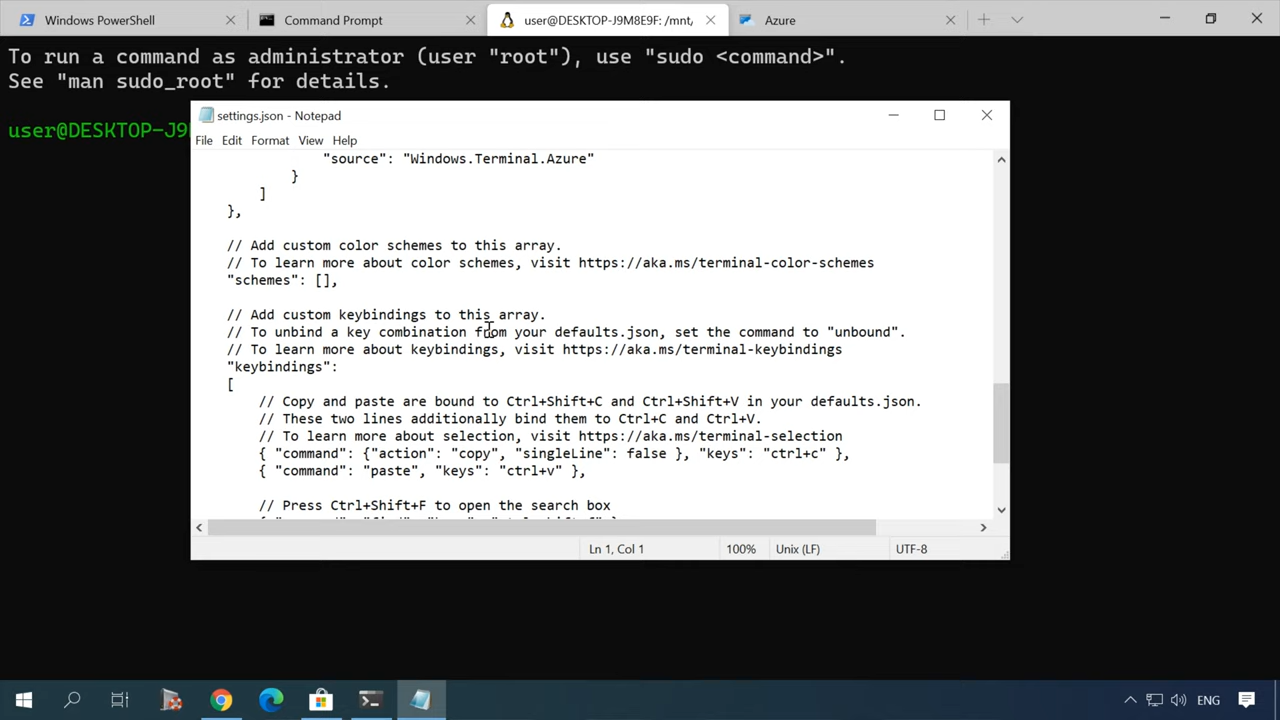 Windows PowerShell
Command Prompt
user@DESKTOP-J9M8E9F: /mnt/
Azure
To run a command as administrator (user "root"), use "sudo <command>".
See "man sudo_root" for details.
user@DESKTOP-J9
settings.json - Notepad
File Edit Format View Help
"source": "Windows.Terminal.Azure"
}
]
},
// Add custom color schemes to this array.
// To learn more about color schemes, visit https://aka.ms/terminal-color-schemes
"schemes": [],
// Add custom keybindings to this array.
// To unbind a key combination from your defaults.json, set the command to "unbound".
// To learn more about keybindings, visit https://aka.ms/terminal-keybindings
"keybindings":
[
// Copy and paste are bound to Ctrl+Shift+C and Ctrl+Shift+V in your defaults.json.
// These two lines additionally bind them to Ctrl+C and Ctrl+V.
// To learn more about selection, visit https://aka.ms/terminal-selection
{ "command": {"action": "copy", "singleLine": false }, "keys": "ctrl+c" },
{ "command": "paste", "keys": "ctrl+v" },
// Press Ctrl+Shift+F to open the search box
Ln 1, Col 1
100%
Unix (LF)
UTF-8
ENG